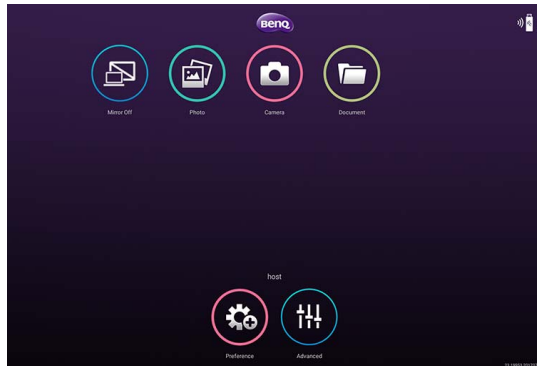 BenQ
Mirror Off
Photo
Camera
Document
host
Preference
Advanced